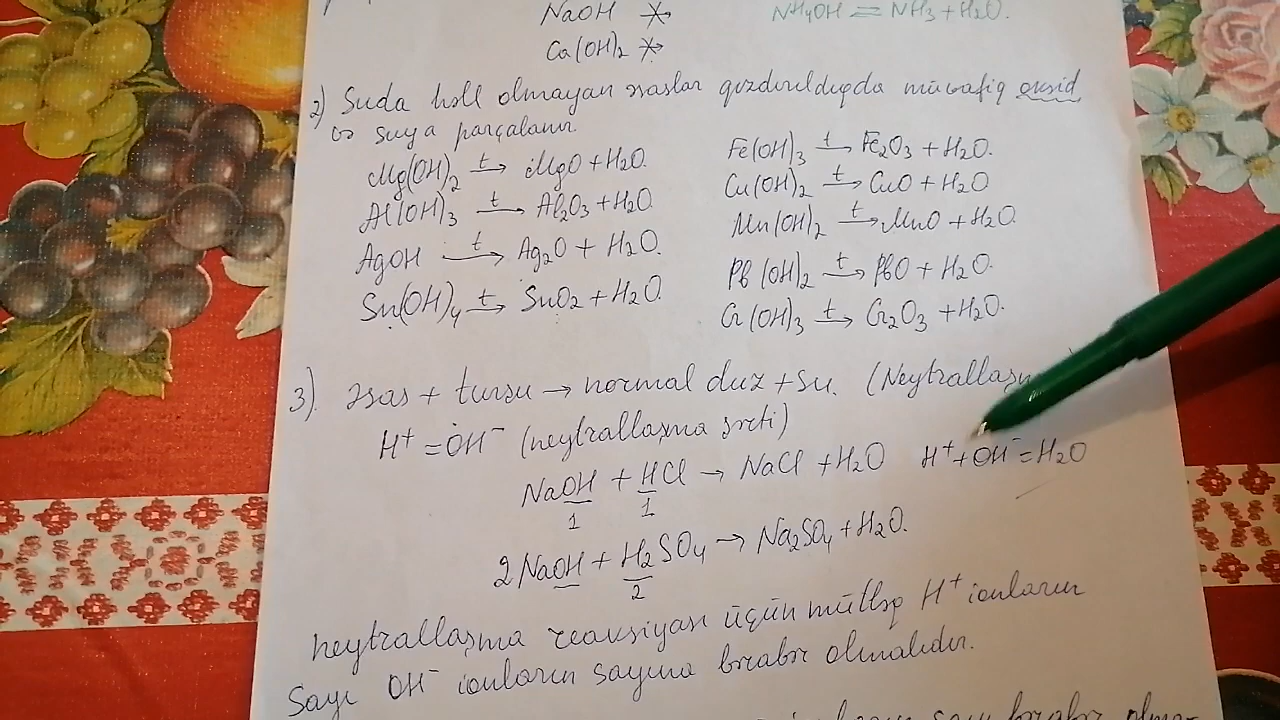 NaOH ↛
NH₄OH ⇌ NH₃ + H₂O.
Ca(OH)₂ ↛
2) Suda həll olmayan əsaslar qızdırıldıqda müvafiq oksid
və suya parçalanır.
Mg(OH)₂ →t MgO + H₂O.
Al(OH)₃ →t Al₂O₃ + H₂O.
AgOH →t Ag₂O + H₂O.
Sn(OH)₄ →t SnO₂ + H₂O.
Fe(OH)₃ →t Fe₂O₃ + H₂O.
Cu(OH)₂ →t CuO + H₂O
Mn(OH)₂ →t MnO + H₂O.
Pb(OH)₂ →t PbO + H₂O.
Cr(OH)₃ →t Cr₂O₃ + H₂O.
3). əsas + turşu → normal duz + su. (Neytrallaşm
H⁺ = OH⁻ (neytrallaşma şərti)
NaOH + HCl → NaCl + H₂O H⁺ + OH⁻ = H₂O
1 1
2NaOH + H₂SO₄ → Na₂SO₄ + H₂O.
2
neytrallaşma reaksiyası üçün mütləq H⁺ ionların
sayı OH⁻ ionların sayına bərabər olmalıdır.
sayı bərabər olma-